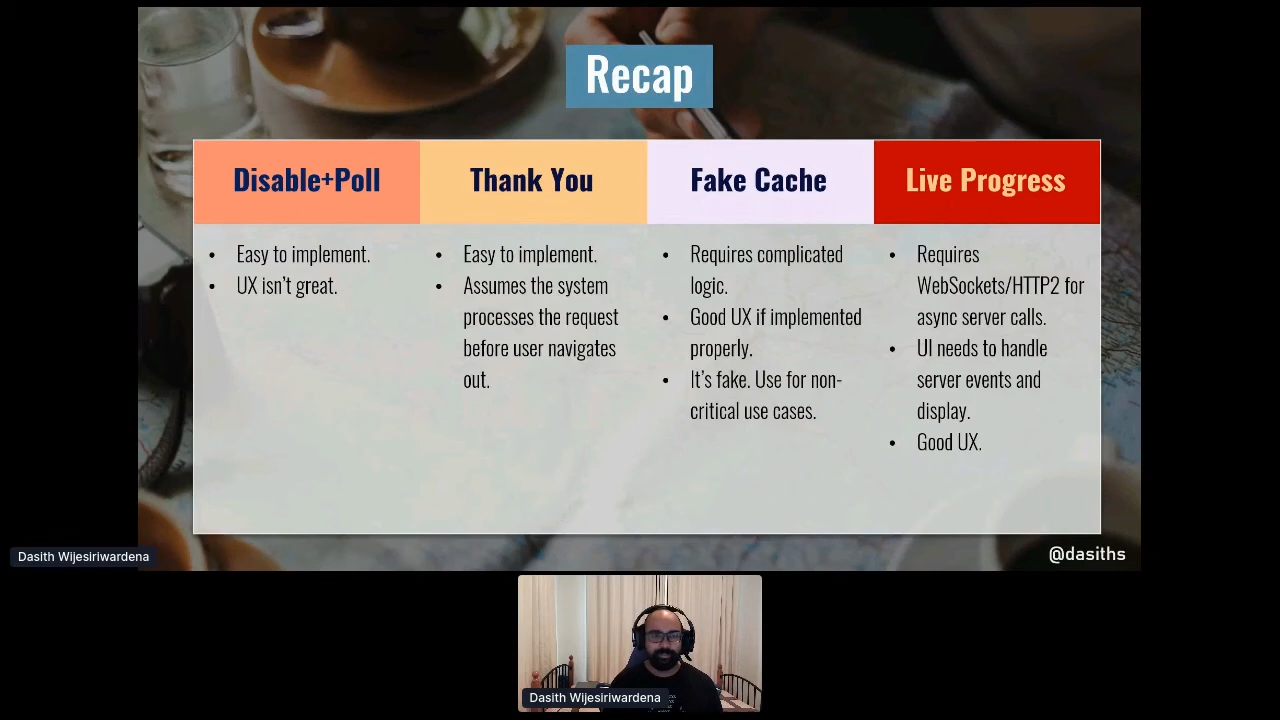 Recap
Disable+Poll
Thank You
Fake Cache
Live Progress
• Easy to implement.
• UX isn't great.
• Easy to implement.
• Assumes the system
processes the request
before user navigates
out.
• Requires complicated
logic.
• Good UX if implemented
properly.
• It's fake. Use for non-
critical use cases.
• Requires
WebSockets/HTTP2 for
async server calls.
• UI needs to handle
server events and
display.
• Good UX.
@dasiths
Dasith Wijesiriwardena
Dasith Wijesiriwardena